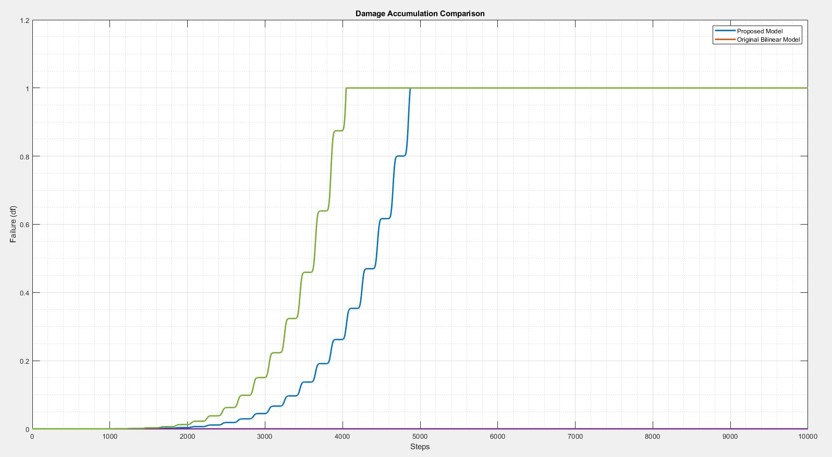 Damage Accumulation Comparison
Proposed Model
Original Bilinear Model
1.2
1
0.8
0.6
0.4
0.2
0
Failure (df)
0 1000 2000 3000 4000 5000 6000 7000 8000 9000 10000
Steps